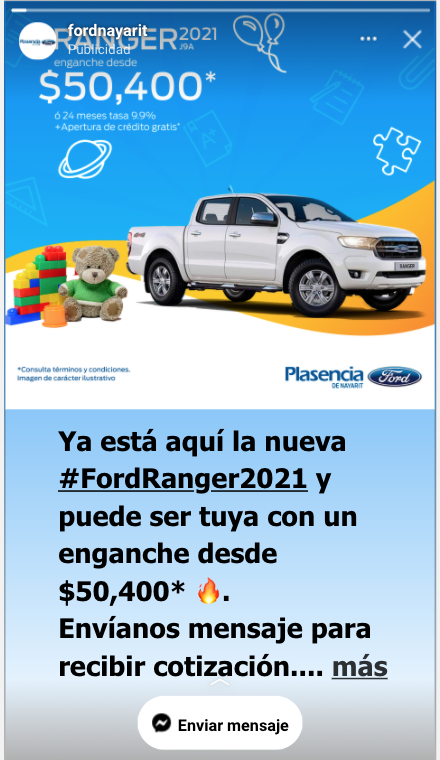 RANGER 2021
J9A
fordnayarit
Publicidad
enganche desde
$50,400*
ó 24 meses tasa 9.9%
+Apertura de crédito gratis*
A+
4x4
RANGER
*Consulta términos y condiciones.
Imagen de carácter ilustrativo
Plasencia
DE NAYARIT
Ford
Ya está aquí la nueva
#FordRanger2021 y
puede ser tuya con un
enganche desde
$50,400* 🔥.
Envíanos mensaje para
recibir cotización.... más
Enviar mensaje